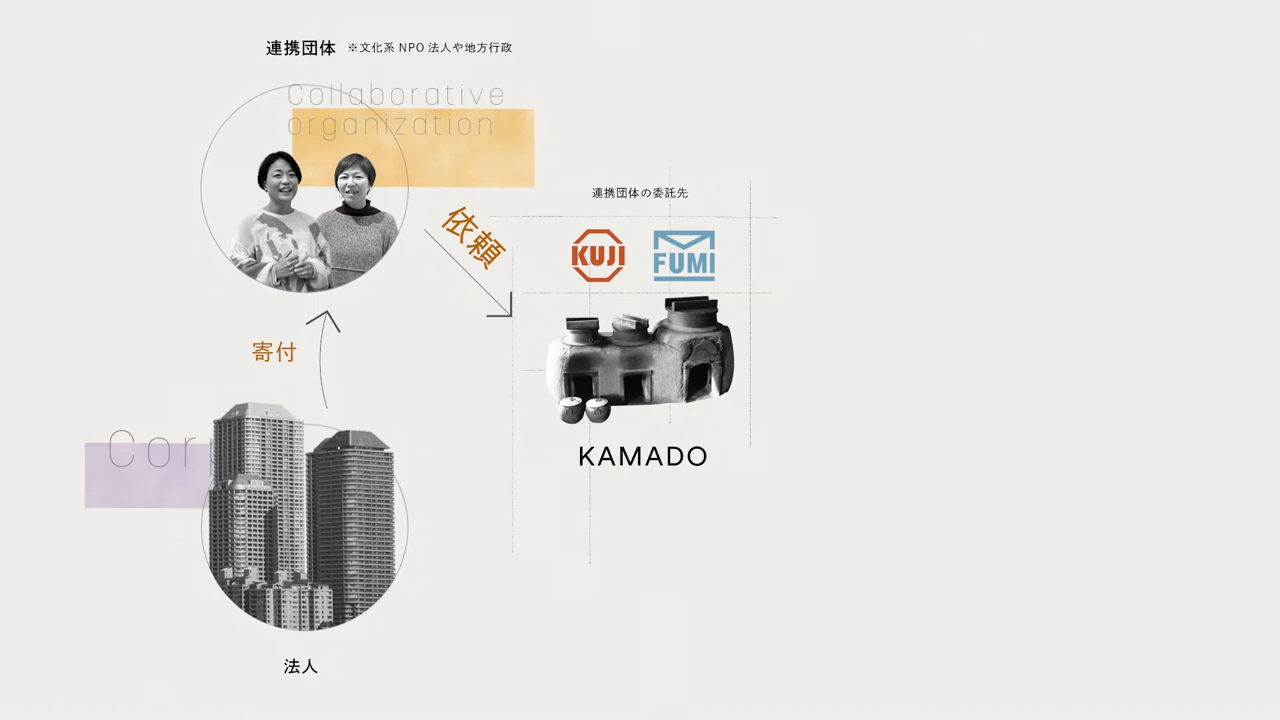 連携団体 ※文化系 NPO 法人や地方行政
Collaborative
organization
連携団体の委託先
依頼
KUJI
FUMI
寄付
KAMADO
法人